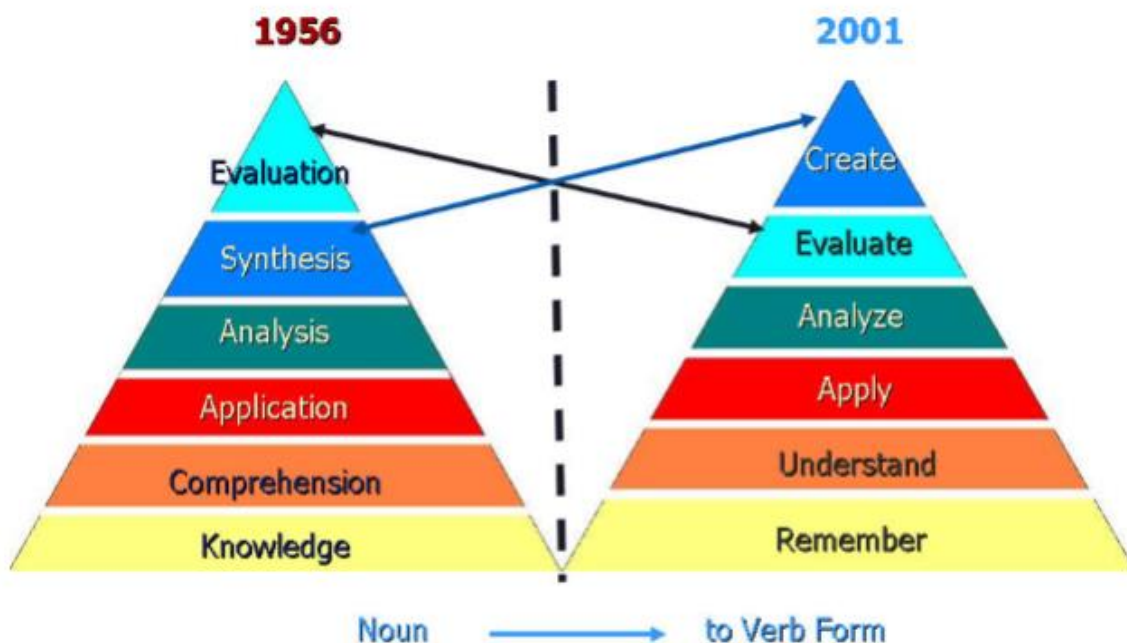 1956
2001
Evaluation
Synthesis
Analysis
Application
Comprehension
Knowledge
Create
Evaluate
Analyze
Apply
Understand
Remember
Noun to Verb Form